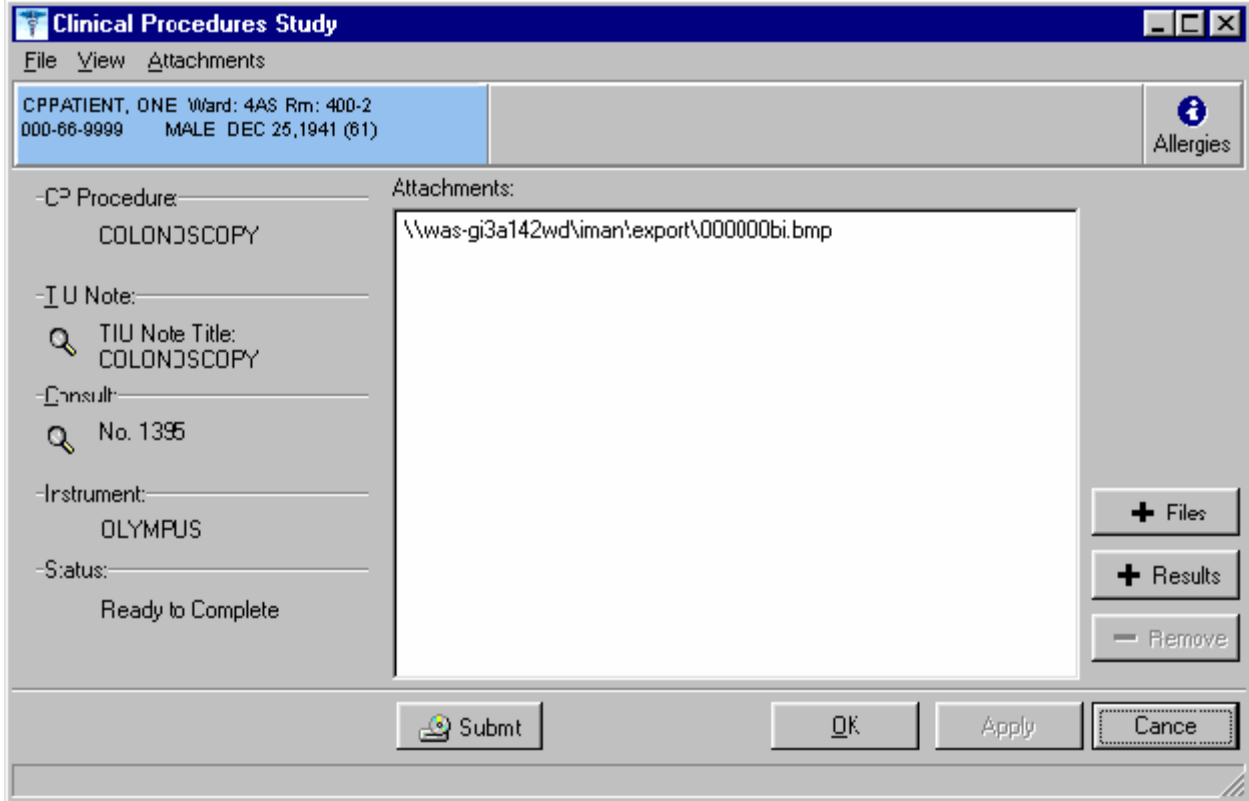 Clinical Procedures Study
File View Attachments
CPPATIENT, ONE Ward: 4AS Rm: 400-2
000-66-9999 MALE DEC 25,1941 (61)
Allergies
CP Procedure:
COLONOSCOPY
TIU Note:
TIU Note Title:
COLONOSCOPY
Consult:
No. 1395
Instrument:
OLYMPUS
Status:
Ready to Complete
Attachments:
\\was-gi3a142wd\iman\export\000000bi.bmp
+ Files
+ Results
− Remove
Submt
OK
Apply
Cance